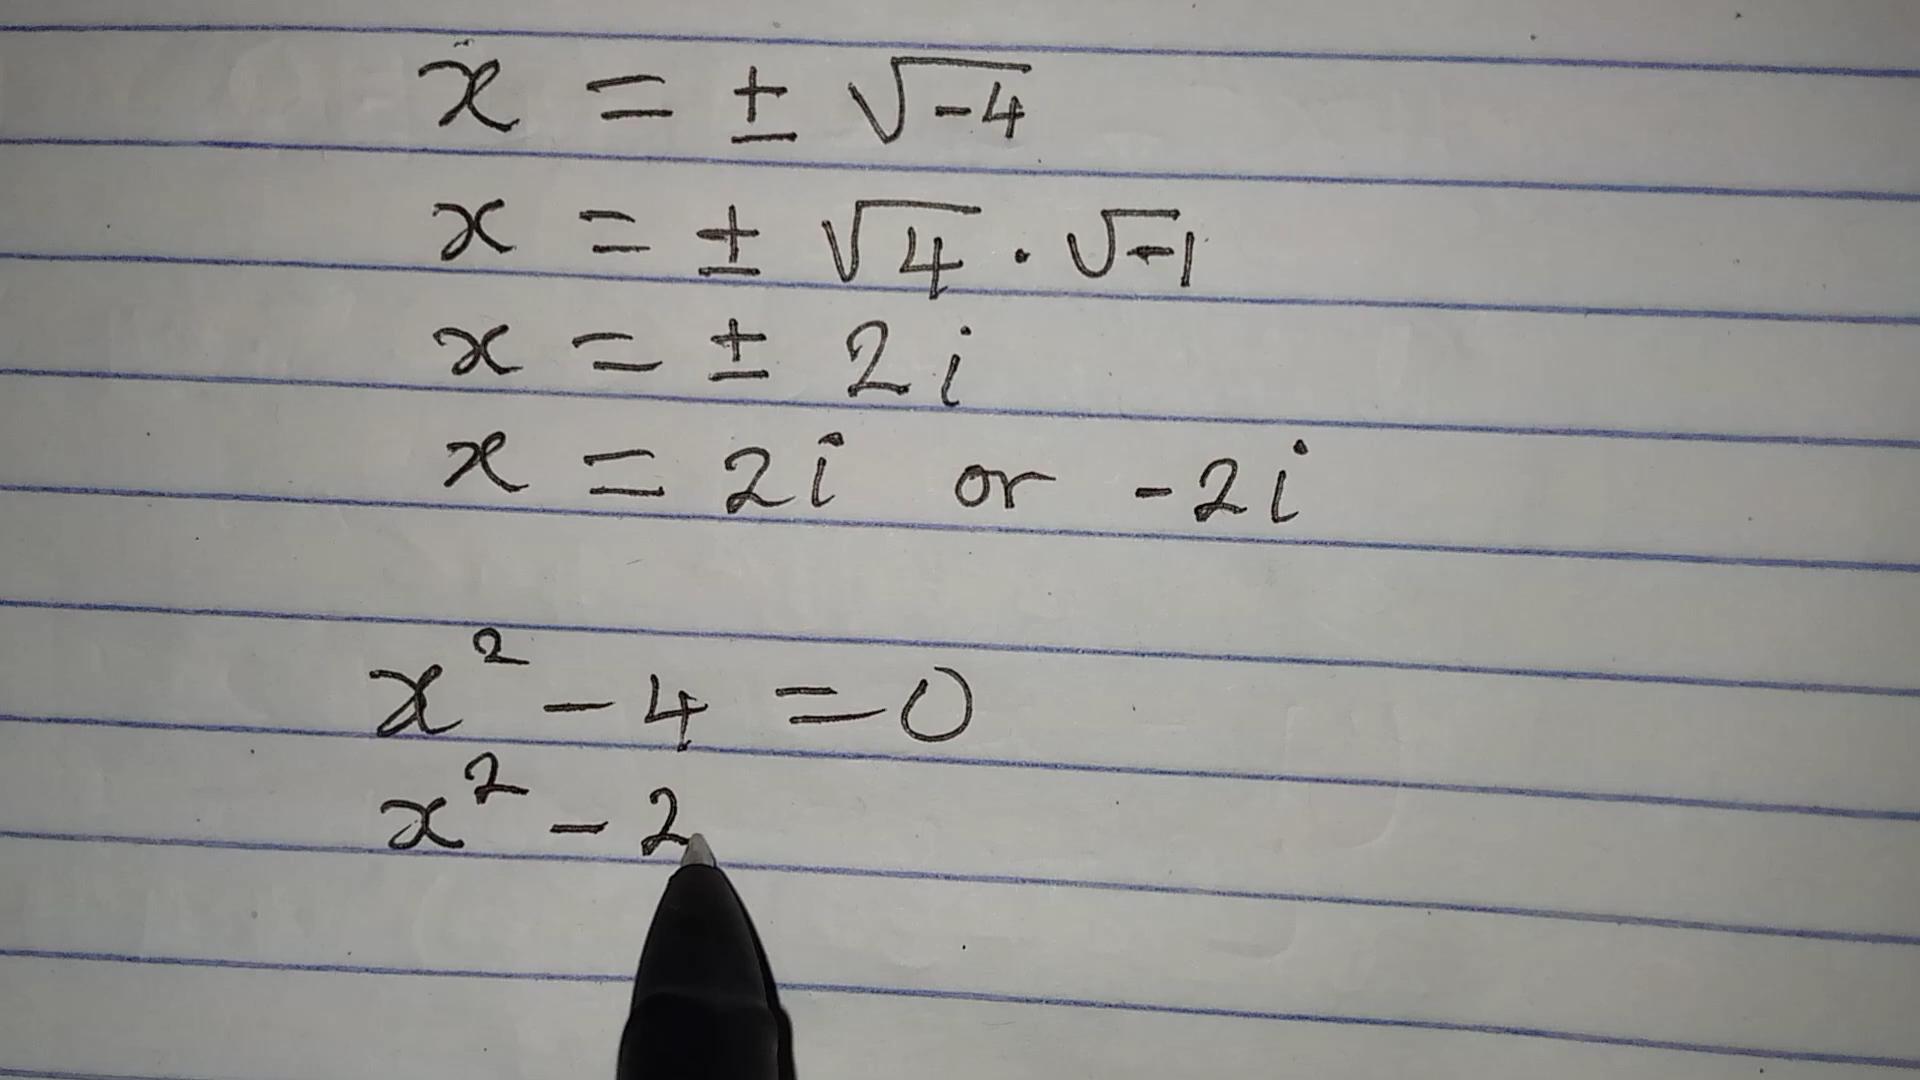 x = ± √-4
x = ± √4 . √-1
x = ± 2i
x = 2i or -2i
x² - 4 = 0
x² - 2